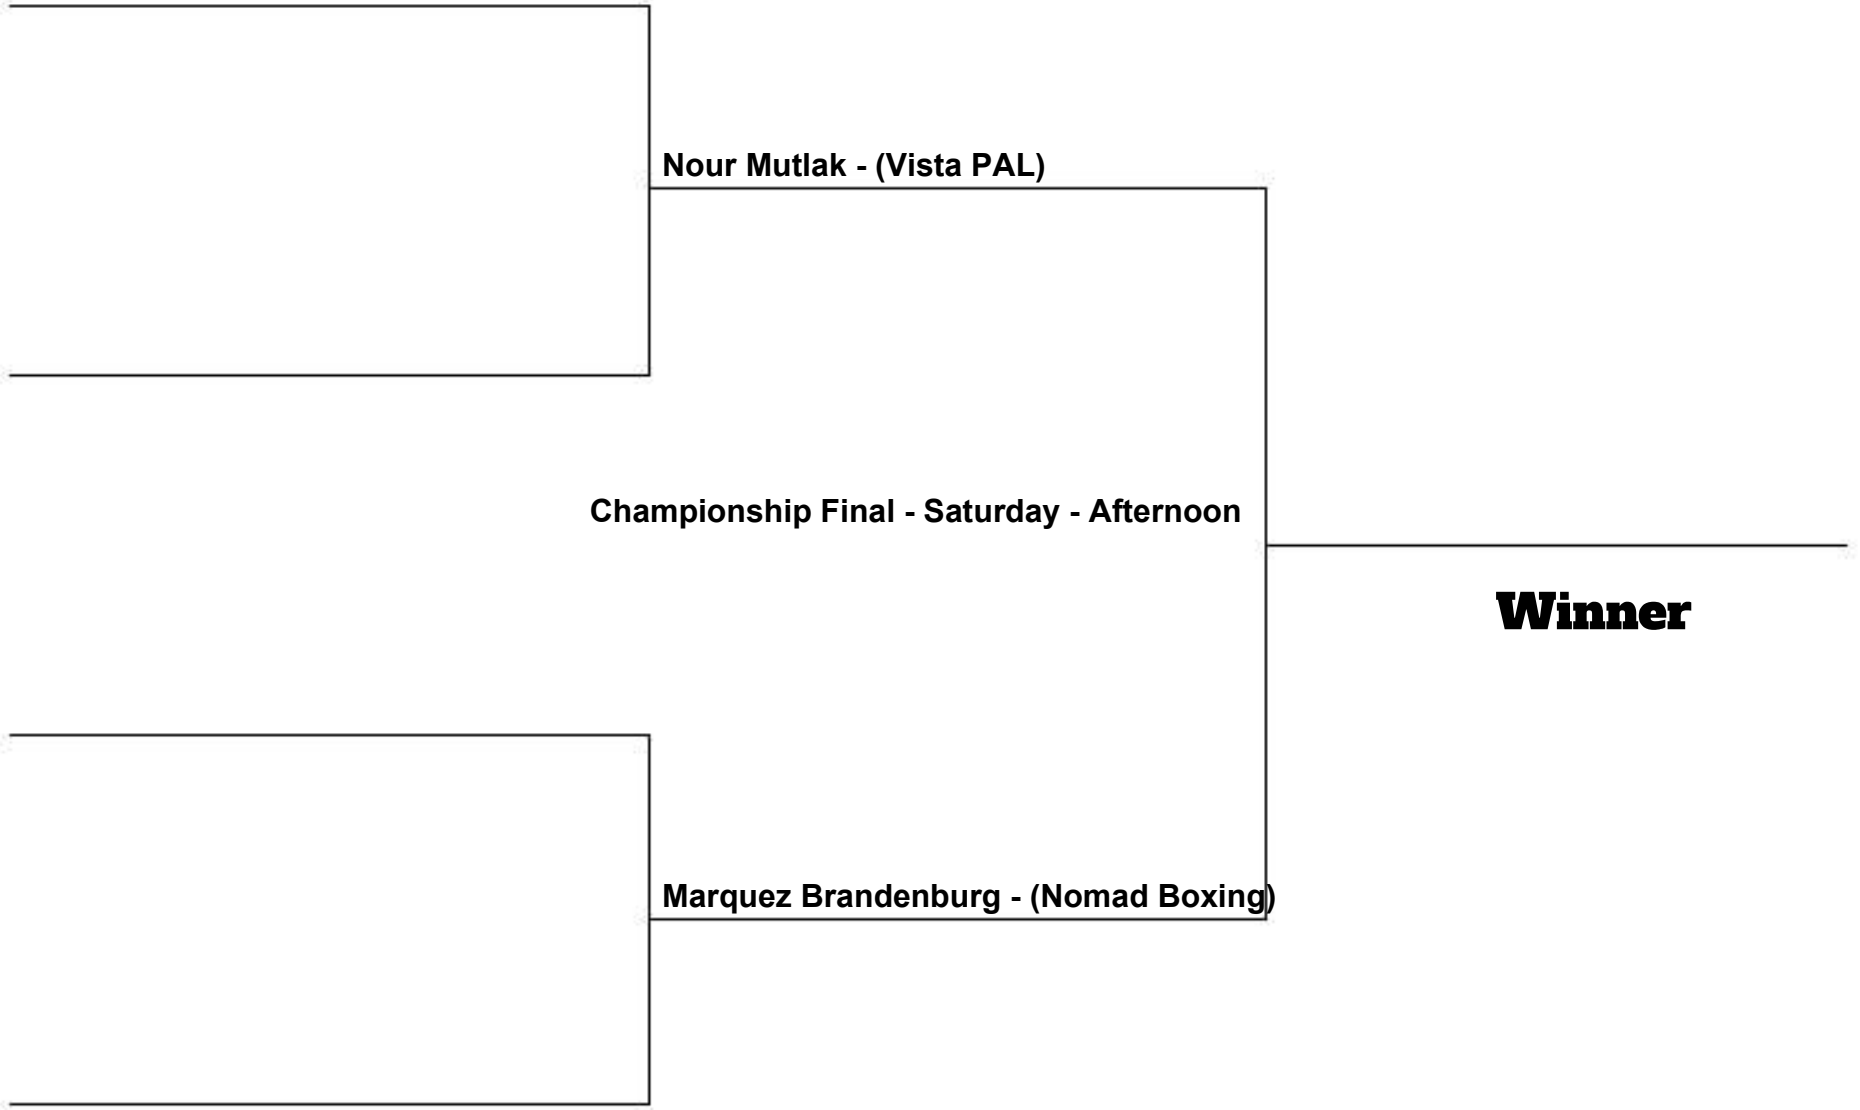 Nour Mutlak - (Vista PAL)
Championship Final - Saturday - Afternoon
Winner
Marquez Brandenburg - (Nomad Boxing)